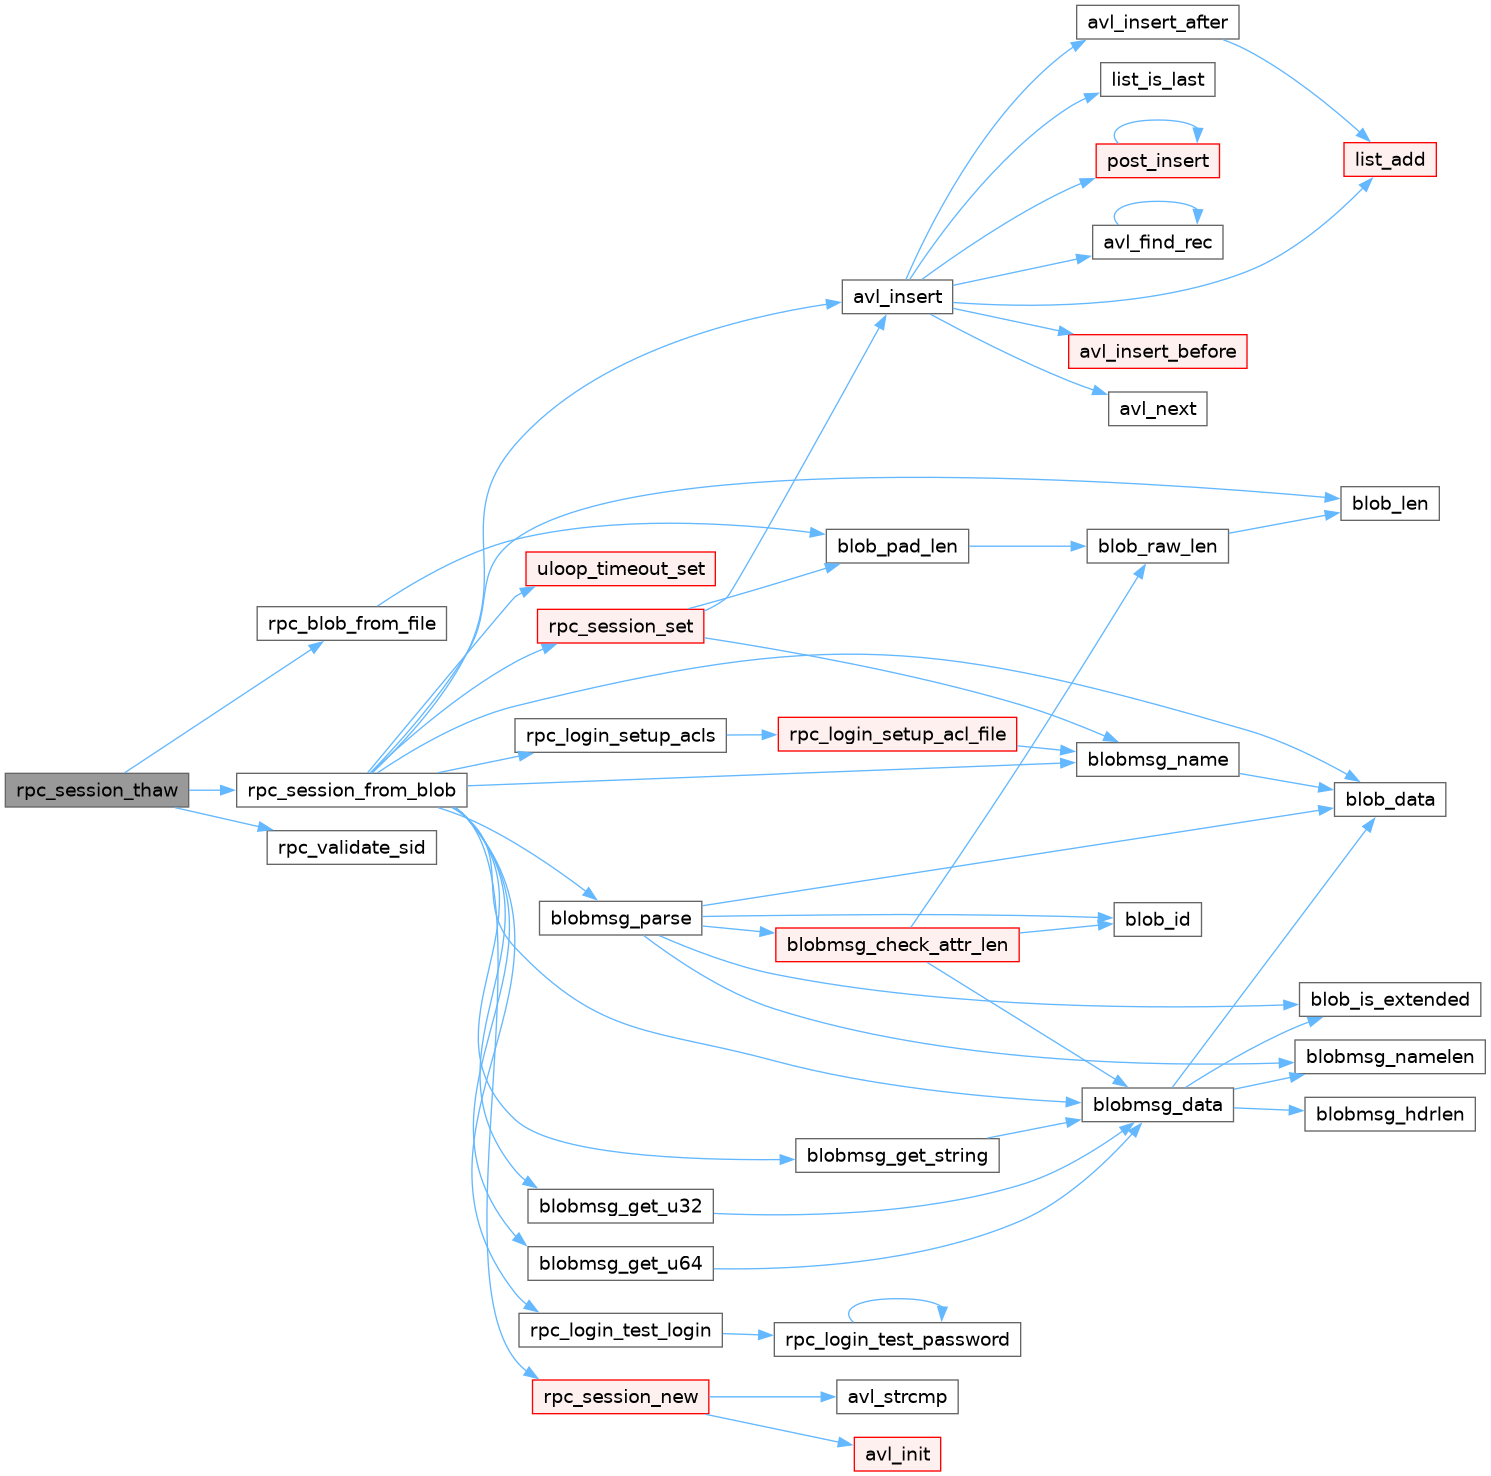 avl_insert_after
list_is_last
post_insert
list_add
avl_find_rec
avl_insert
avl_insert_before
avl_next
blob_len
blob_pad_len
blob_raw_len
uloop_timeout_set
rpc_blob_from_file
rpc_session_set
rpc_login_setup_acls
rpc_login_setup_acl_file
blobmsg_name
rpc_session_thaw
rpc_session_from_blob
blob_data
rpc_validate_sid
blobmsg_parse
blob_id
blobmsg_check_attr_len
blob_is_extended
blobmsg_namelen
blobmsg_data
blobmsg_hdrlen
blobmsg_get_string
blobmsg_get_u32
blobmsg_get_u64
rpc_login_test_login
rpc_login_test_password
rpc_session_new
avl_strcmp
avl_init